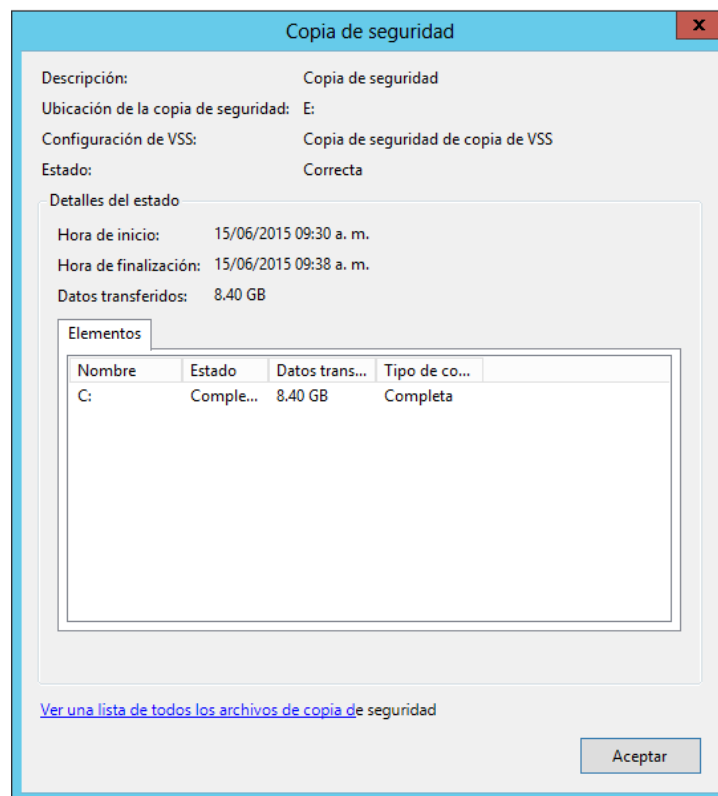 Copia de seguridad
x
Descripción: Copia de seguridad
Ubicación de la copia de seguridad: E:
Configuración de VSS: Copia de seguridad de copia de VSS
Estado: Correcta
Detalles del estado
Hora de inicio: 15/06/2015 09:30 a. m.
Hora de finalización: 15/06/2015 09:38 a. m.
Datos transferidos: 8.40 GB
Elementos
Nombre Estado Datos trans... Tipo de co...
C: Comple... 8.40 GB Completa
Ver una lista de todos los archivos de copia de seguridad
Aceptar